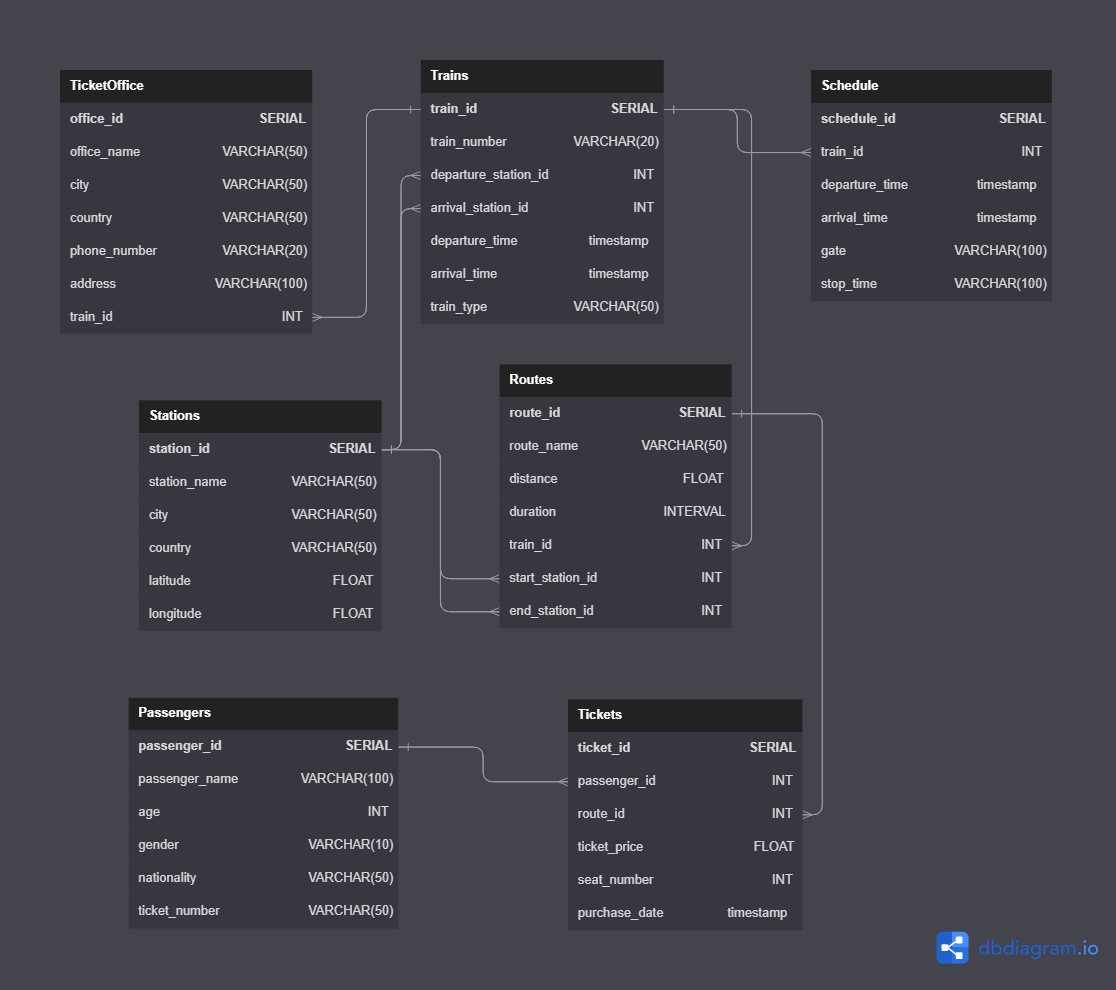 TicketOffice
office_id SERIAL
office_name VARCHAR(50)
city VARCHAR(50)
country VARCHAR(50)
phone_number VARCHAR(20)
address VARCHAR(100)
train_id INT
Trains
train_id SERIAL
train_number VARCHAR(20)
departure_station_id INT
arrival_station_id INT
departure_time timestamp
arrival_time timestamp
train_type VARCHAR(50)
Schedule
schedule_id SERIAL
train_id INT
departure_time timestamp
arrival_time timestamp
gate VARCHAR(100)
stop_time VARCHAR(100)
Stations
station_id SERIAL
station_name VARCHAR(50)
city VARCHAR(50)
country VARCHAR(50)
latitude FLOAT
longitude FLOAT
Routes
route_id SERIAL
route_name VARCHAR(50)
distance FLOAT
duration INTERVAL
train_id INT
start_station_id INT
end_station_id INT
Passengers
passenger_id SERIAL
passenger_name VARCHAR(100)
age INT
gender VARCHAR(10)
nationality VARCHAR(50)
ticket_number VARCHAR(50)
Tickets
ticket_id SERIAL
passenger_id INT
route_id INT
ticket_price FLOAT
seat_number INT
purchase_date timestamp
dbdiagram.io